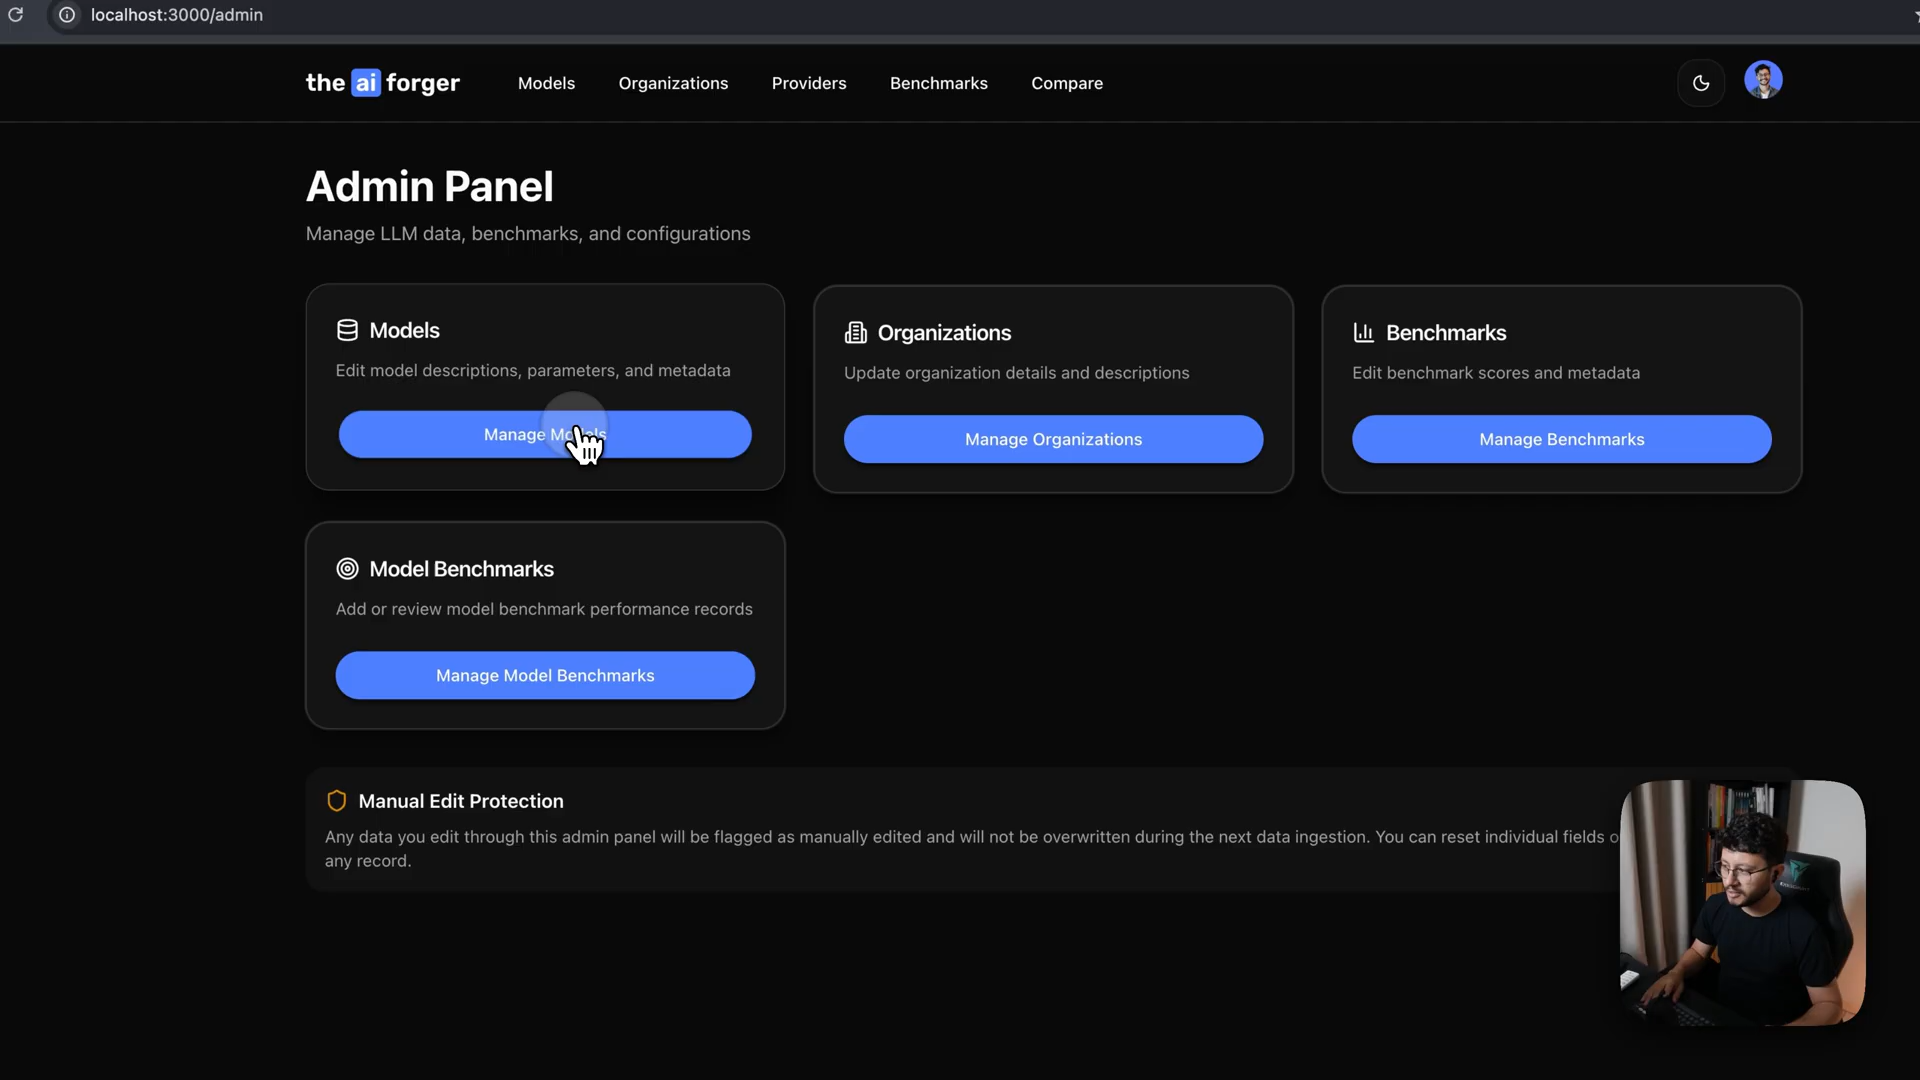 localhost:3000/admin
the ai forger
Models
Organizations
Providers
Benchmarks
Compare
Admin Panel
Manage LLM data, benchmarks, and configurations
Models
Edit model descriptions, parameters, and metadata
Manage Models
Organizations
Update organization details and descriptions
Manage Organizations
Benchmarks
Edit benchmark scores and metadata
Manage Benchmarks
Model Benchmarks
Add or review model benchmark performance records
Manage Model Benchmarks
Manual Edit Protection
Any data you edit through this admin panel will be flagged as manually edited and will not be overwritten during the next data ingestion. You can reset individual fields
any record.